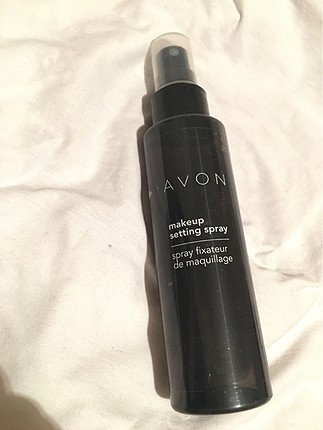 AVON
makeup
setting spray
spray fixateur
de maquillage